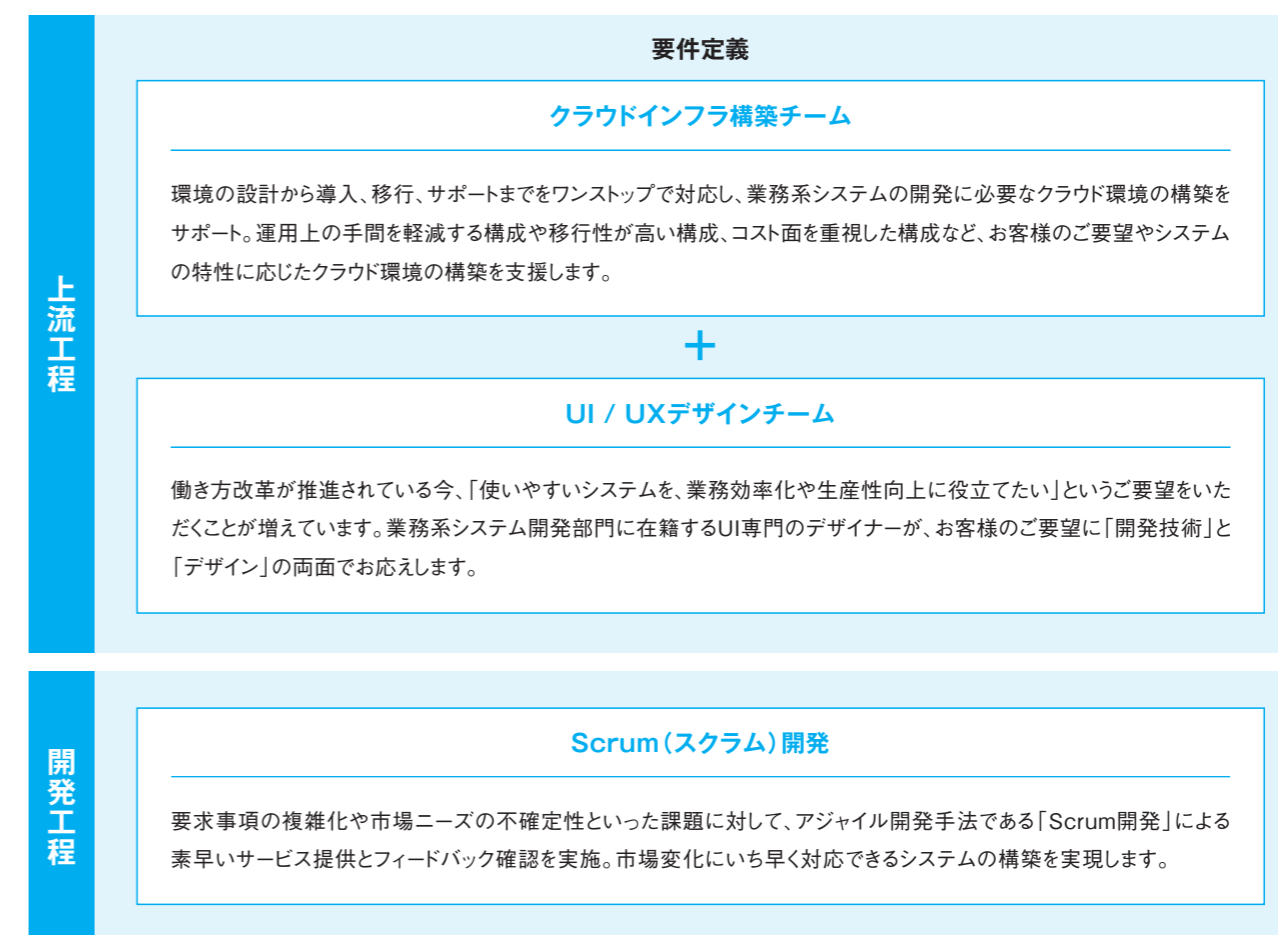 上流工程
要件定義
クラウドインフラ構築チーム
環境の設計から導入、移行、サポートまでをワンストップで対応し、業務系システムの開発に必要なクラウド環境の構築を
サポート。運用上の手間を軽減する構成や移行性が高い構成、コスト面を重視した構成など、お客様のご要望やシステム
の特性に応じたクラウド環境の構築を支援します。
+
UI / UXデザインチーム
働き方改革が推進されている今、「使いやすいシステムを、業務効率化や生産性向上に役立てたい」というご要望をいた
だくことが増えています。業務系システム開発部門に在籍するUI専門のデザイナーが、お客様のご要望に「開発技術」と
「デザイン」の両面でお応えします。
開発工程
Scrum（スクラム）開発
要求事項の複雑化や市場ニーズの不確定性といった課題に対して、アジャイル開発手法である「Scrum開発」による
素早いサービス提供とフィードバック確認を実施。市場変化にいち早く対応できるシステムの構築を実現します。